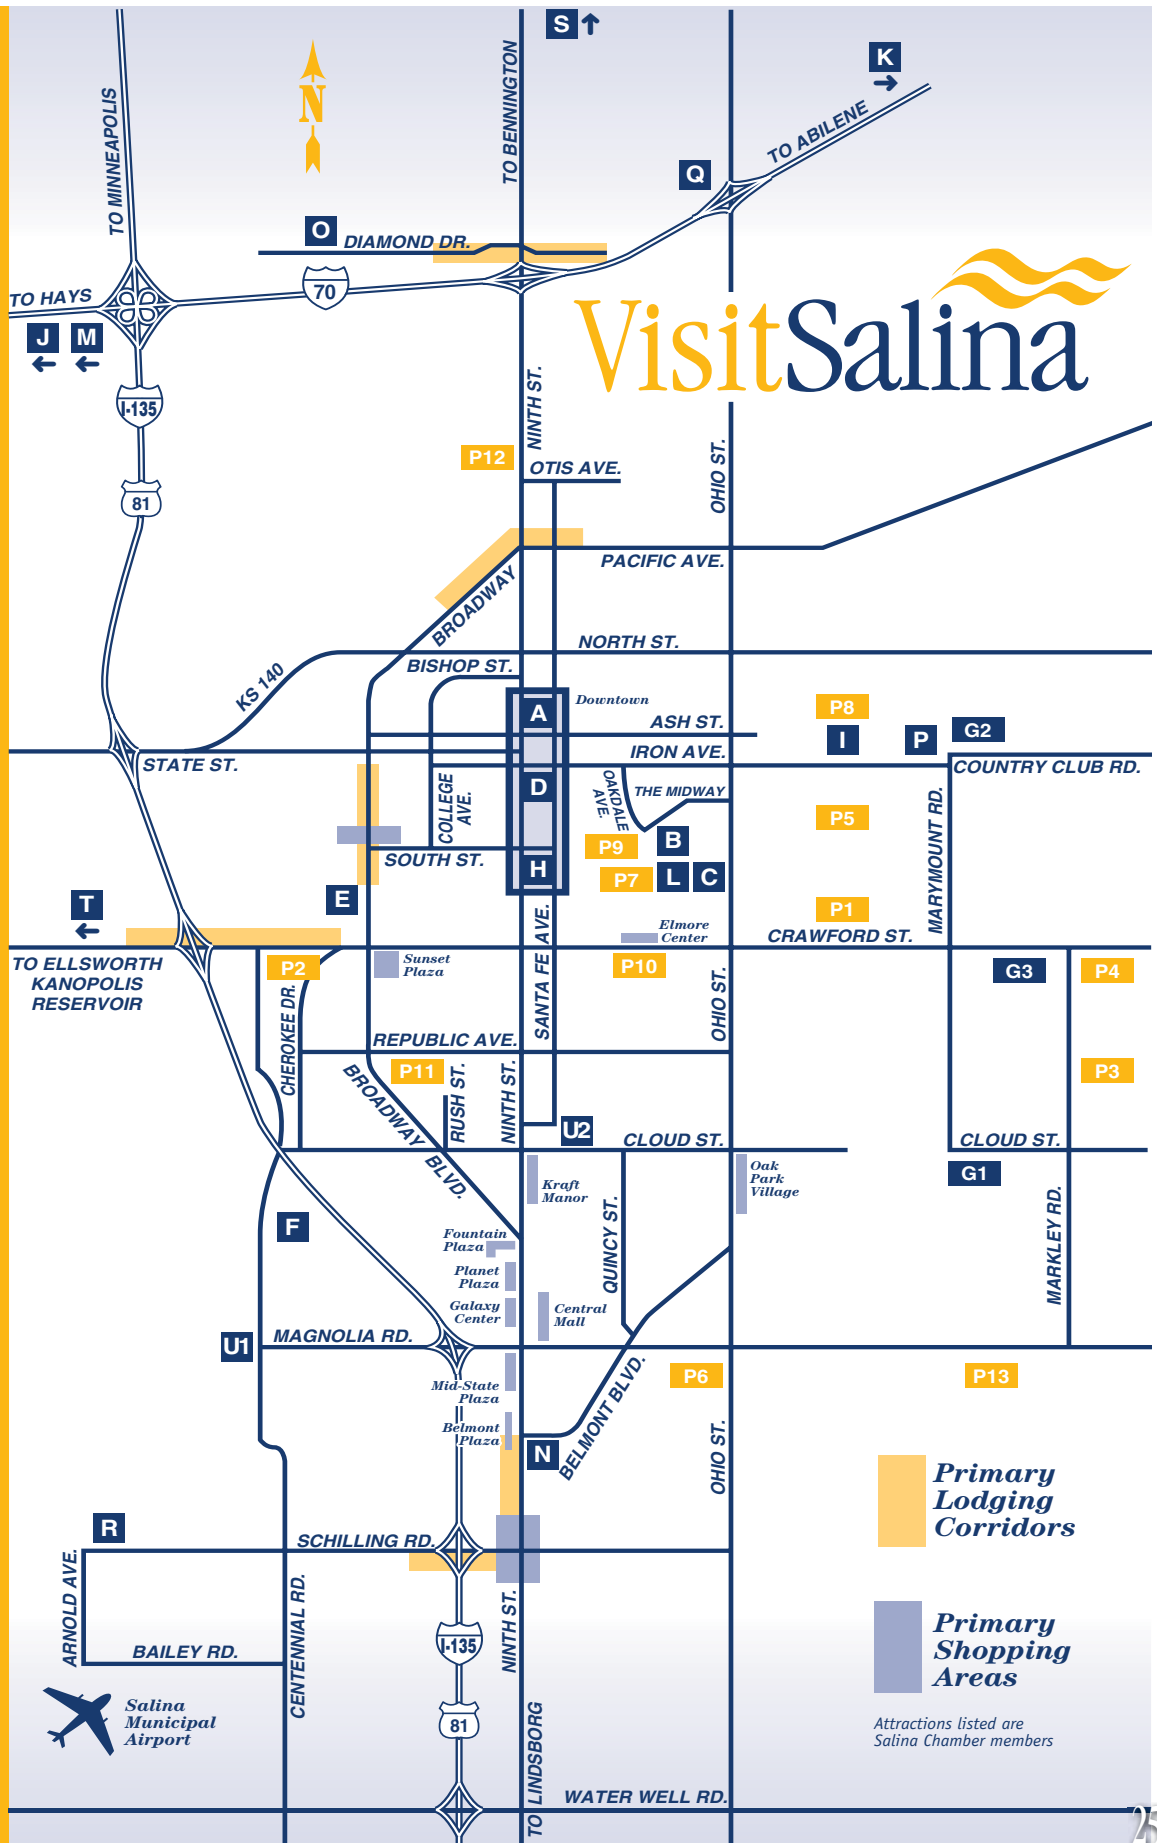 S
K
TO BENNINGTON
TO MINNEAPOLIS
N
TO ABILENE
Q
O
DIAMOND DR.
70
TO HAYS
J
M
VisitSalina
I-135
NINTH ST.
OHIO ST.
P12
OTIS AVE.
81
PACIFIC AVE.
BROADWAY
NORTH ST.
BISHOP ST.
KS 140
Downtown
A
P8
ASH ST.
I
P
G2
IRON AVE.
STATE ST.
COUNTRY CLUB RD.
COLLEGE
AVE.
D
OAKDALE
AVE.
THE MIDWAY
MARYMOUNT RD.
P5
P9
B
SOUTH ST.
H
P7
L
C
E
T
P1
SANTA FE AVE.
Elmore
Center
CRAWFORD ST.
TO ELLSWORTH
KANOPOLIS
RESERVOIR
P2
Sunset
Plaza
P10
G3
P4
CHEROKEE DR.
OHIO ST.
REPUBLIC AVE.
P11
P3
BROADWAY
BLVD.
RUSH ST.
NINTH ST.
U2
CLOUD ST.
CLOUD ST.
Kraft
Manor
Oak
Park
Village
G1
QUINCY ST.
MARKLEY RD.
F
Fountain
Plaza
Planet
Plaza
Galaxy
Center
Central
Mall
U1
MAGNOLIA RD.
Mid-State
Plaza
P6
P13
Belmont
Plaza
BELMONT BLVD.
N
OHIO ST.
Primary
Lodging
Corridors
R
SCHILLING RD.
ARNOLD AVE.
CENTENNIAL RD.
NINTH ST.
BAILEY RD.
I-135
Primary
Shopping
Areas
Salina
Municipal
Airport
81
TO LINDSBORG
Attractions listed are
Salina Chamber members
WATER WELL RD.
25